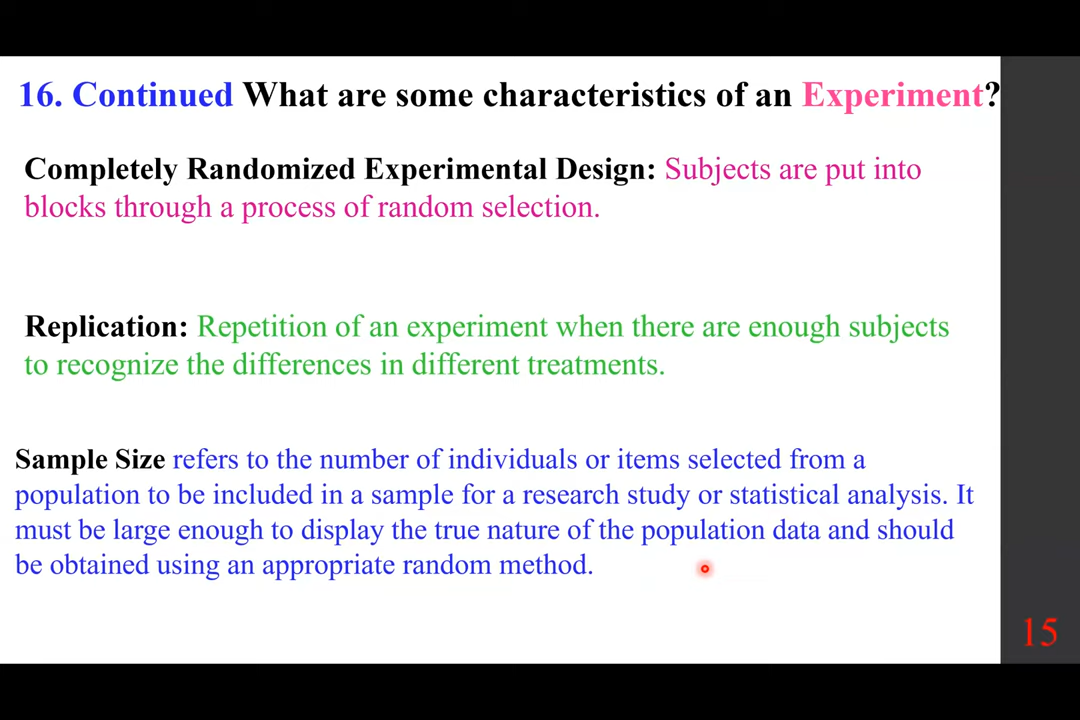 16. Continued What are some characteristics of an Experiment?
Completely Randomized Experimental Design: Subjects are put into
blocks through a process of random selection.
Replication: Repetition of an experiment when there are enough subjects
to recognize the differences in different treatments.
Sample Size refers to the number of individuals or items selected from a
population to be included in a sample for a research study or statistical analysis. It
must be large enough to display the true nature of the population data and should
be obtained using an appropriate random method.
15